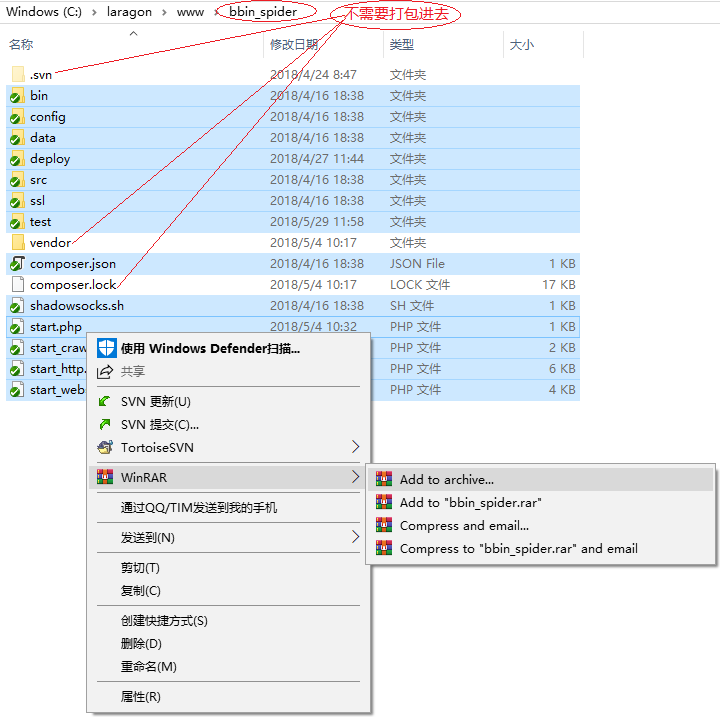 Windows (C:) › laragon › www › bbin_spider 不需要打包进去
名称 修改日期 类型 大小
.svn 2018/4/24 8:47 文件夹
bin 2018/4/16 18:38 文件夹
config 2018/4/16 18:38 文件夹
data 2018/4/16 18:38 文件夹
deploy 2018/4/27 11:44 文件夹
src 2018/4/16 18:38 文件夹
ssl 2018/4/16 18:38 文件夹
test 2018/5/29 11:58 文件夹
vendor 2018/5/4 10:17 文件夹
composer.json 2018/4/16 18:38 JSON File 1 KB
composer.lock 2018/5/4 10:17 LOCK 文件 17 KB
shadowsocks.sh 2018/4/16 18:38 SH 文件 1 KB
start.php 2018/5/4 10:32 PHP 文件 1 KB
start_craw PHP 文件 2 KB
start_http. PHP 文件 6 KB
start_web PHP 文件 4 KB
使用 Windows Defender扫描...
共享
SVN 更新(U)
SVN 提交(C)...
TortoiseSVN
WinRAR
通过QQ/TIM发送到我的手机
发送到(N)
剪切(T)
复制(C)
创建快捷方式(S)
删除(D)
重命名(M)
属性(R)
Add to archive...
Add to "bbin_spider.rar"
Compress and email...
Compress to "bbin_spider.rar" and email